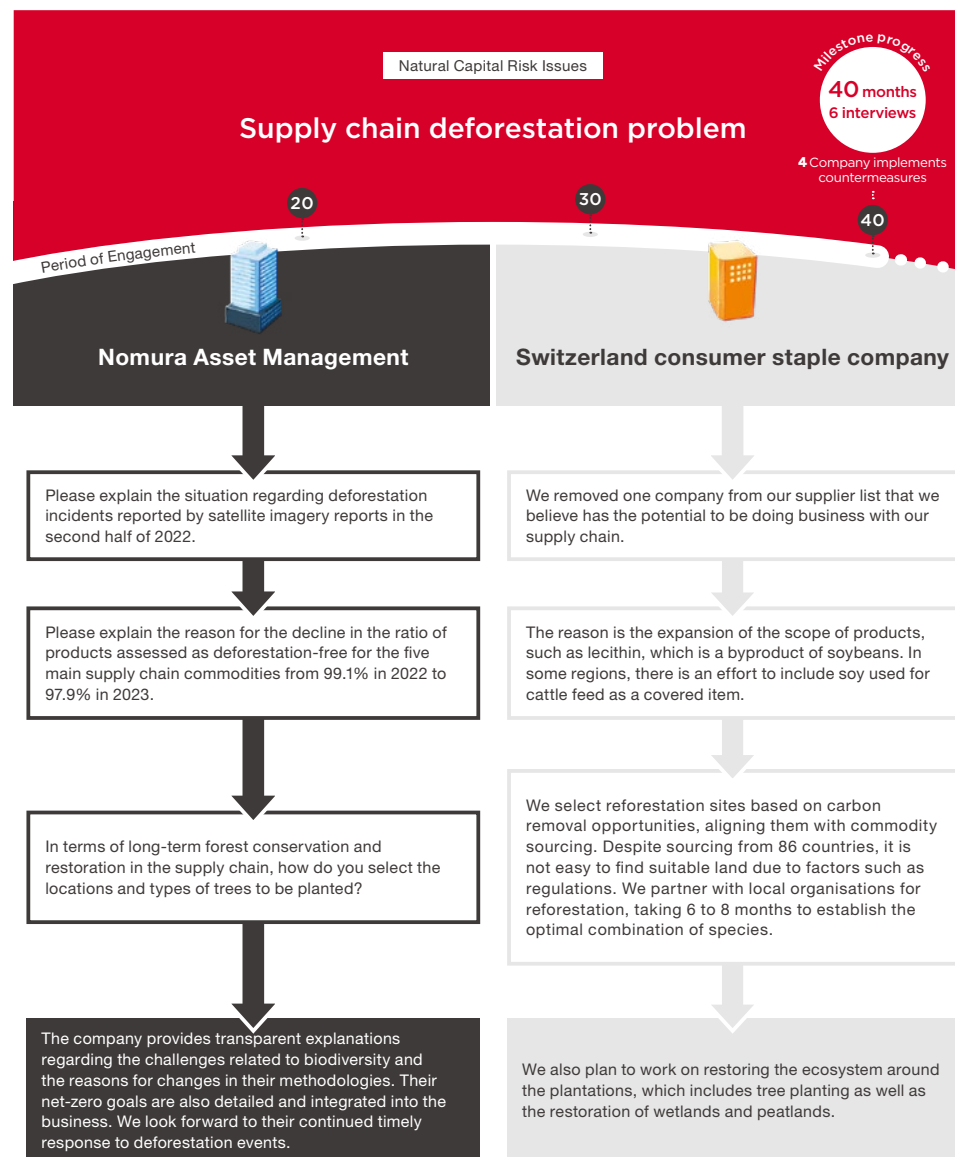 Natural Capital Risk Issues
Supply chain deforestation problem
Milestone progress
40 months
6 interviews
4 Company implements
countermeasures
20
30
40
Period of Engagement
Nomura Asset Management
Switzerland consumer staple company
Please explain the situation regarding deforestation
incidents reported by satellite imagery reports in the
second half of 2022.
We removed one company from our supplier list that we
believe has the potential to be doing business with our
supply chain.
Please explain the reason for the decline in the ratio of
products assessed as deforestation-free for the five
main supply chain commodities from 99.1% in 2022 to
97.9% in 2023.
The reason is the expansion of the scope of products,
such as lecithin, which is a byproduct of soybeans. In
some regions, there is an effort to include soy used for
cattle feed as a covered item.
In terms of long-term forest conservation and
restoration in the supply chain, how do you select the
locations and types of trees to be planted?
We select reforestation sites based on carbon
removal opportunities, aligning them with commodity
sourcing. Despite sourcing from 86 countries, it is
not easy to find suitable land due to factors such as
regulations. We partner with local organisations for
reforestation, taking 6 to 8 months to establish the
optimal combination of species.
The company provides transparent explanations
regarding the challenges related to biodiversity and
the reasons for changes in their methodologies. Their
net-zero goals are also detailed and integrated into the
business. We look forward to their continued timely
response to deforestation events.
We also plan to work on restoring the ecosystem around
the plantations, which includes tree planting as well as
the restoration of wetlands and peatlands.